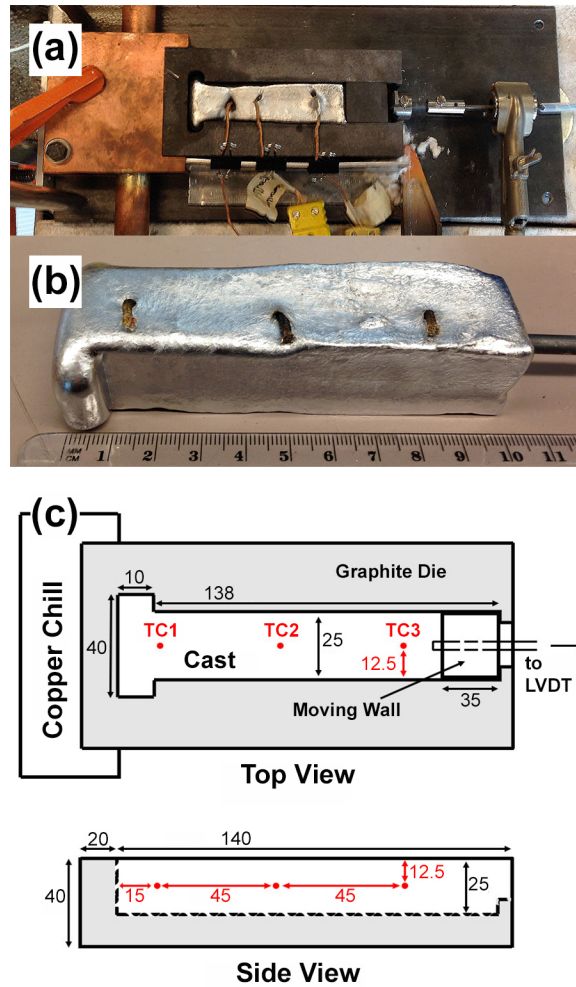 (a)
(b)
MM
CM
1 2 3 4 5 6 7 8 9 10 11
(c)
Copper Chill
Graphite Die
10
138
40
TC1 TC2 TC3
25
Cast
12.5
to
LVDT
Moving Wall
35
Top View
20 140
40
12.5
15 45 45
25
Side View